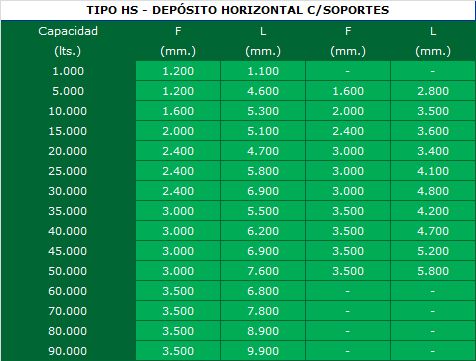 TIPO HS - DEPÓSITO HORIZONTAL C/SOPORTES
Capacidad F L F L
(lts.) (mm.) (mm.) (mm.) (mm.)
1.000 1.200 1.100 - -
5.000 1.200 4.600 1.600 2.800
10.000 1.600 5.300 2.000 3.500
15.000 2.000 5.100 2.400 3.600
20.000 2.400 4.700 3.000 3.400
25.000 2.400 5.800 3.000 4.100
30.000 2.400 6.900 3.000 4.800
35.000 3.000 5.500 3.500 4.200
40.000 3.000 6.200 3.500 4.700
45.000 3.000 6.900 3.500 5.200
50.000 3.000 7.600 3.500 5.800
60.000 3.500 6.800 - -
70.000 3.500 7.800 - -
80.000 3.500 8.900 - -
90.000 3.500 9.900 - -